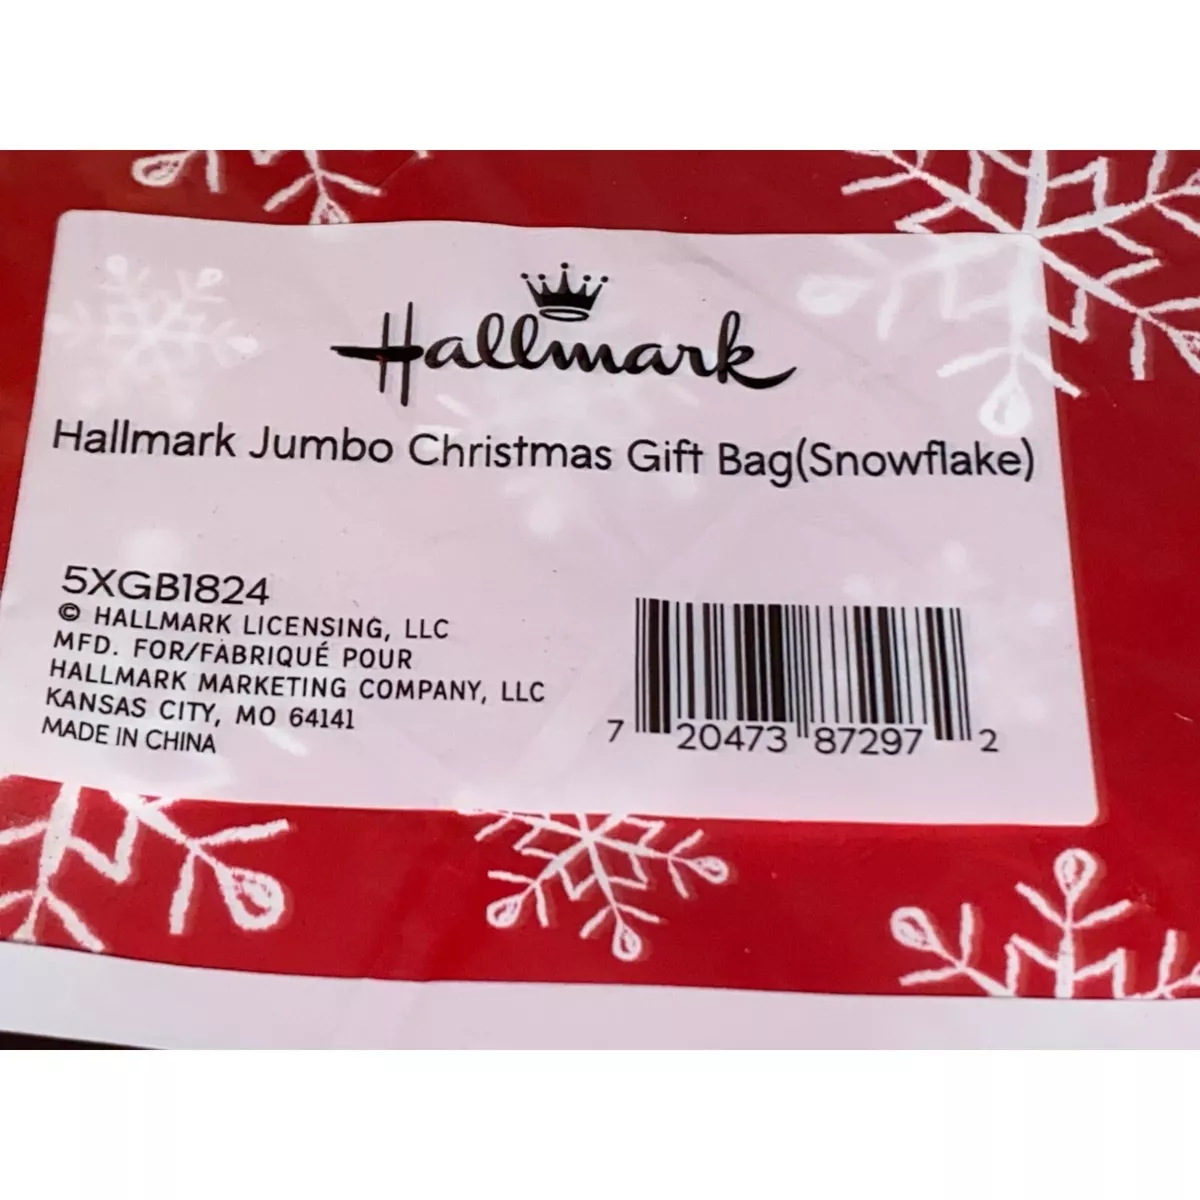 Hallmark
Hallmark Jumbo Christmas Gift Bag(Snowflake)
5XGB1824
© HALLMARK LICENSING, LLC
MFD. FOR/FABRIQUÉ POUR
HALLMARK MARKETING COMPANY, LLC
KANSAS CITY, MO 64141
MADE IN CHINA
7 20473 87297 2